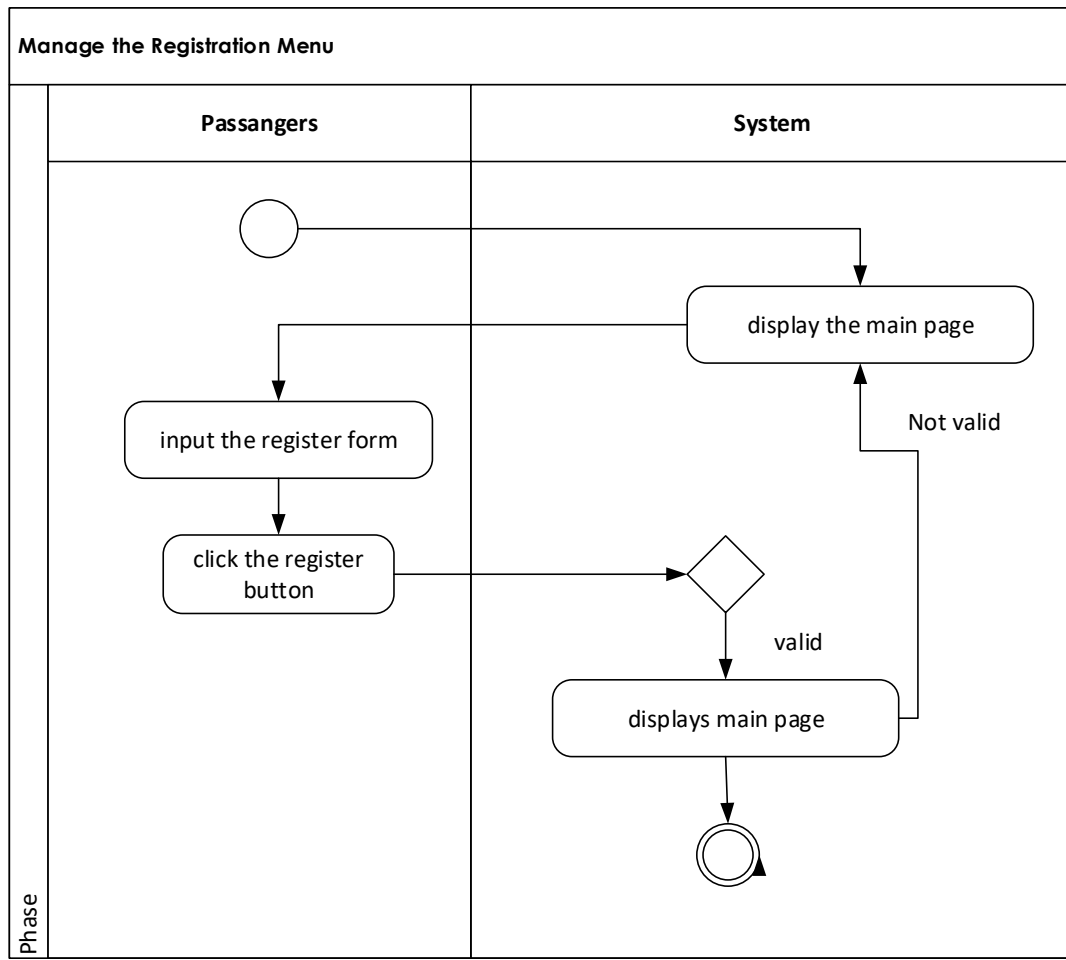 Manage the Registration Menu
Passangers
System
display the main page
input the register form
Not valid
click the register
button
valid
displays main page
Phase